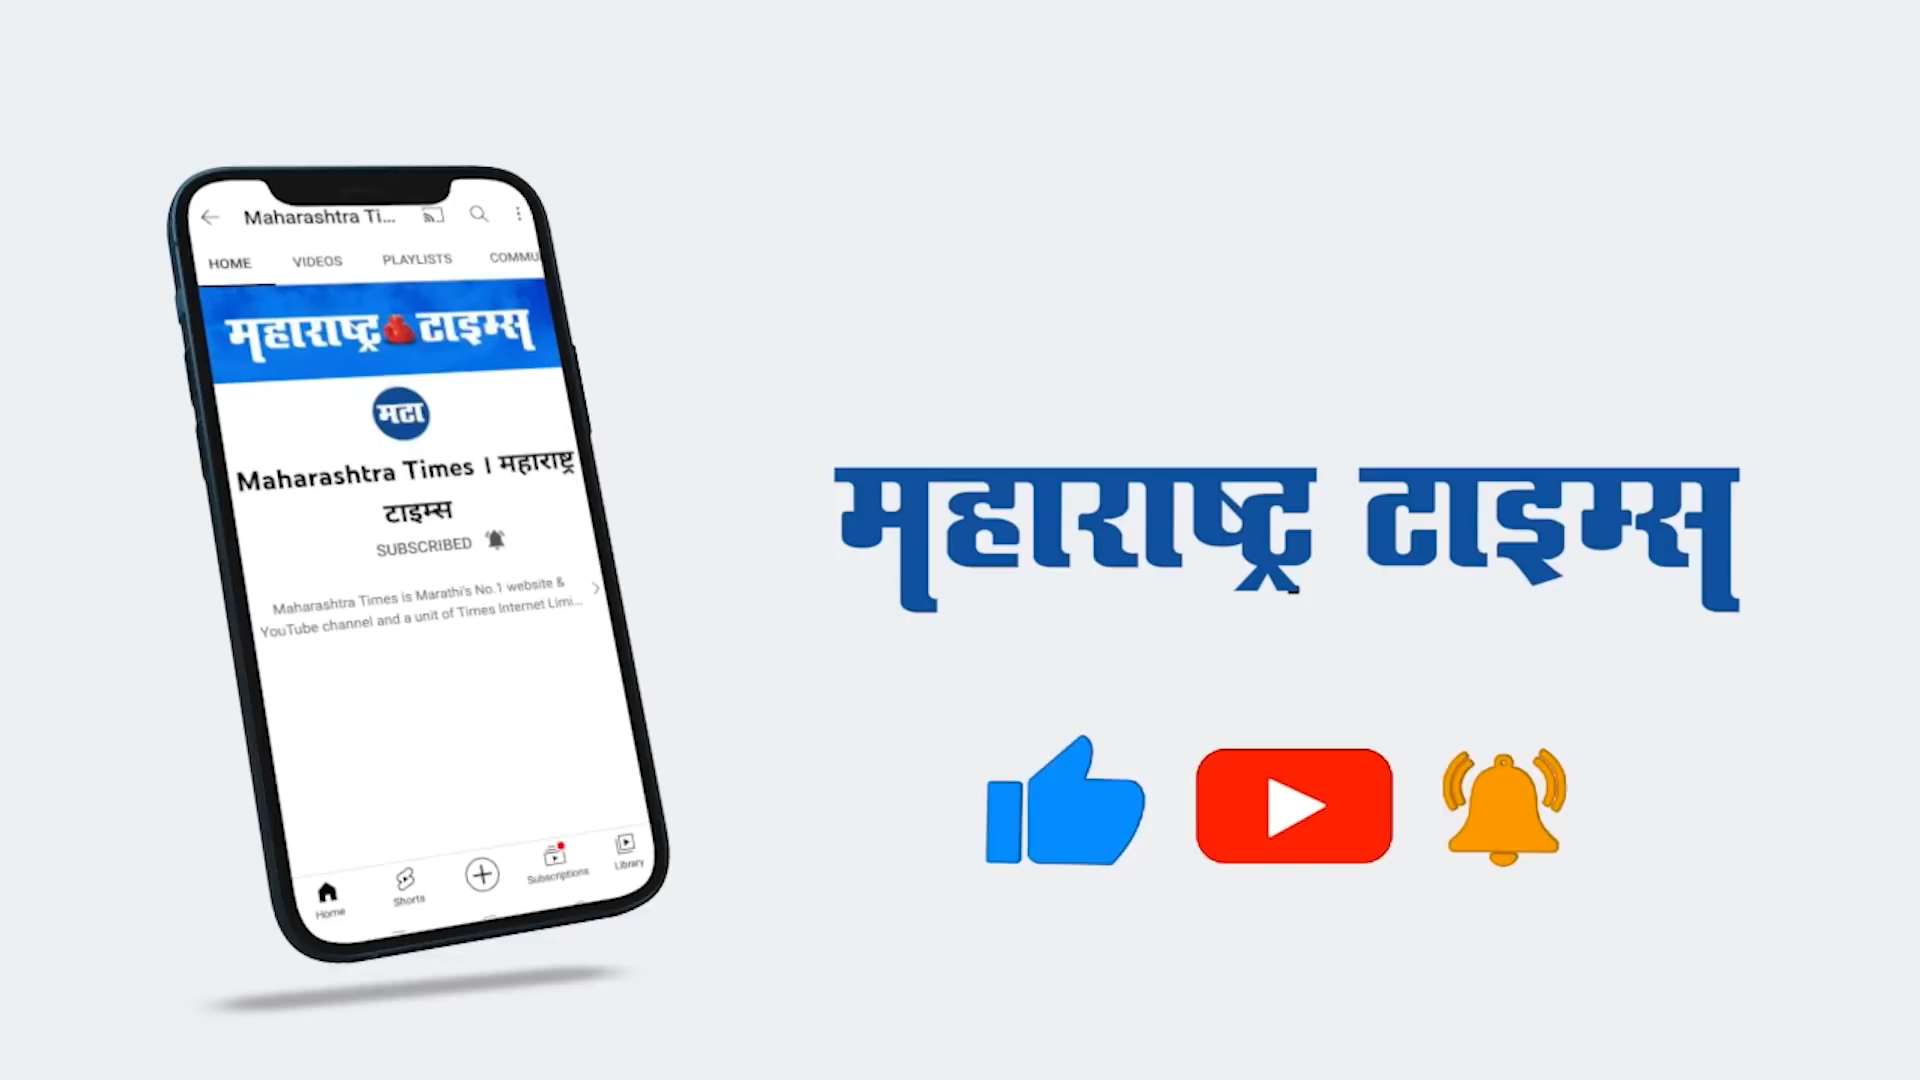 Maharashtra Ti...
HOME VIDEOS PLAYLISTS COMMU
महाराष्ट्र टाइम्स
मटा
Maharashtra Times । महाराष्ट्र
टाइम्स
SUBSCRIBED
Maharashtra Times is Marathi's No.1 website &
YouTube channel and a unit of Times Internet Limi...
Home Shorts Subscriptions Library
महाराष्ट्र टाइम्स